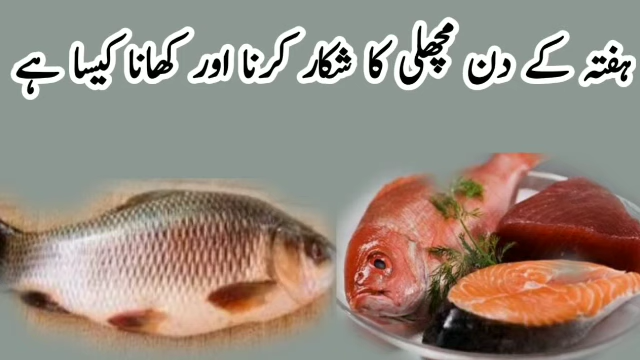 ہفتہ کے دن مچھلی کا شکار کرنا اور کھانا کیسا ہے